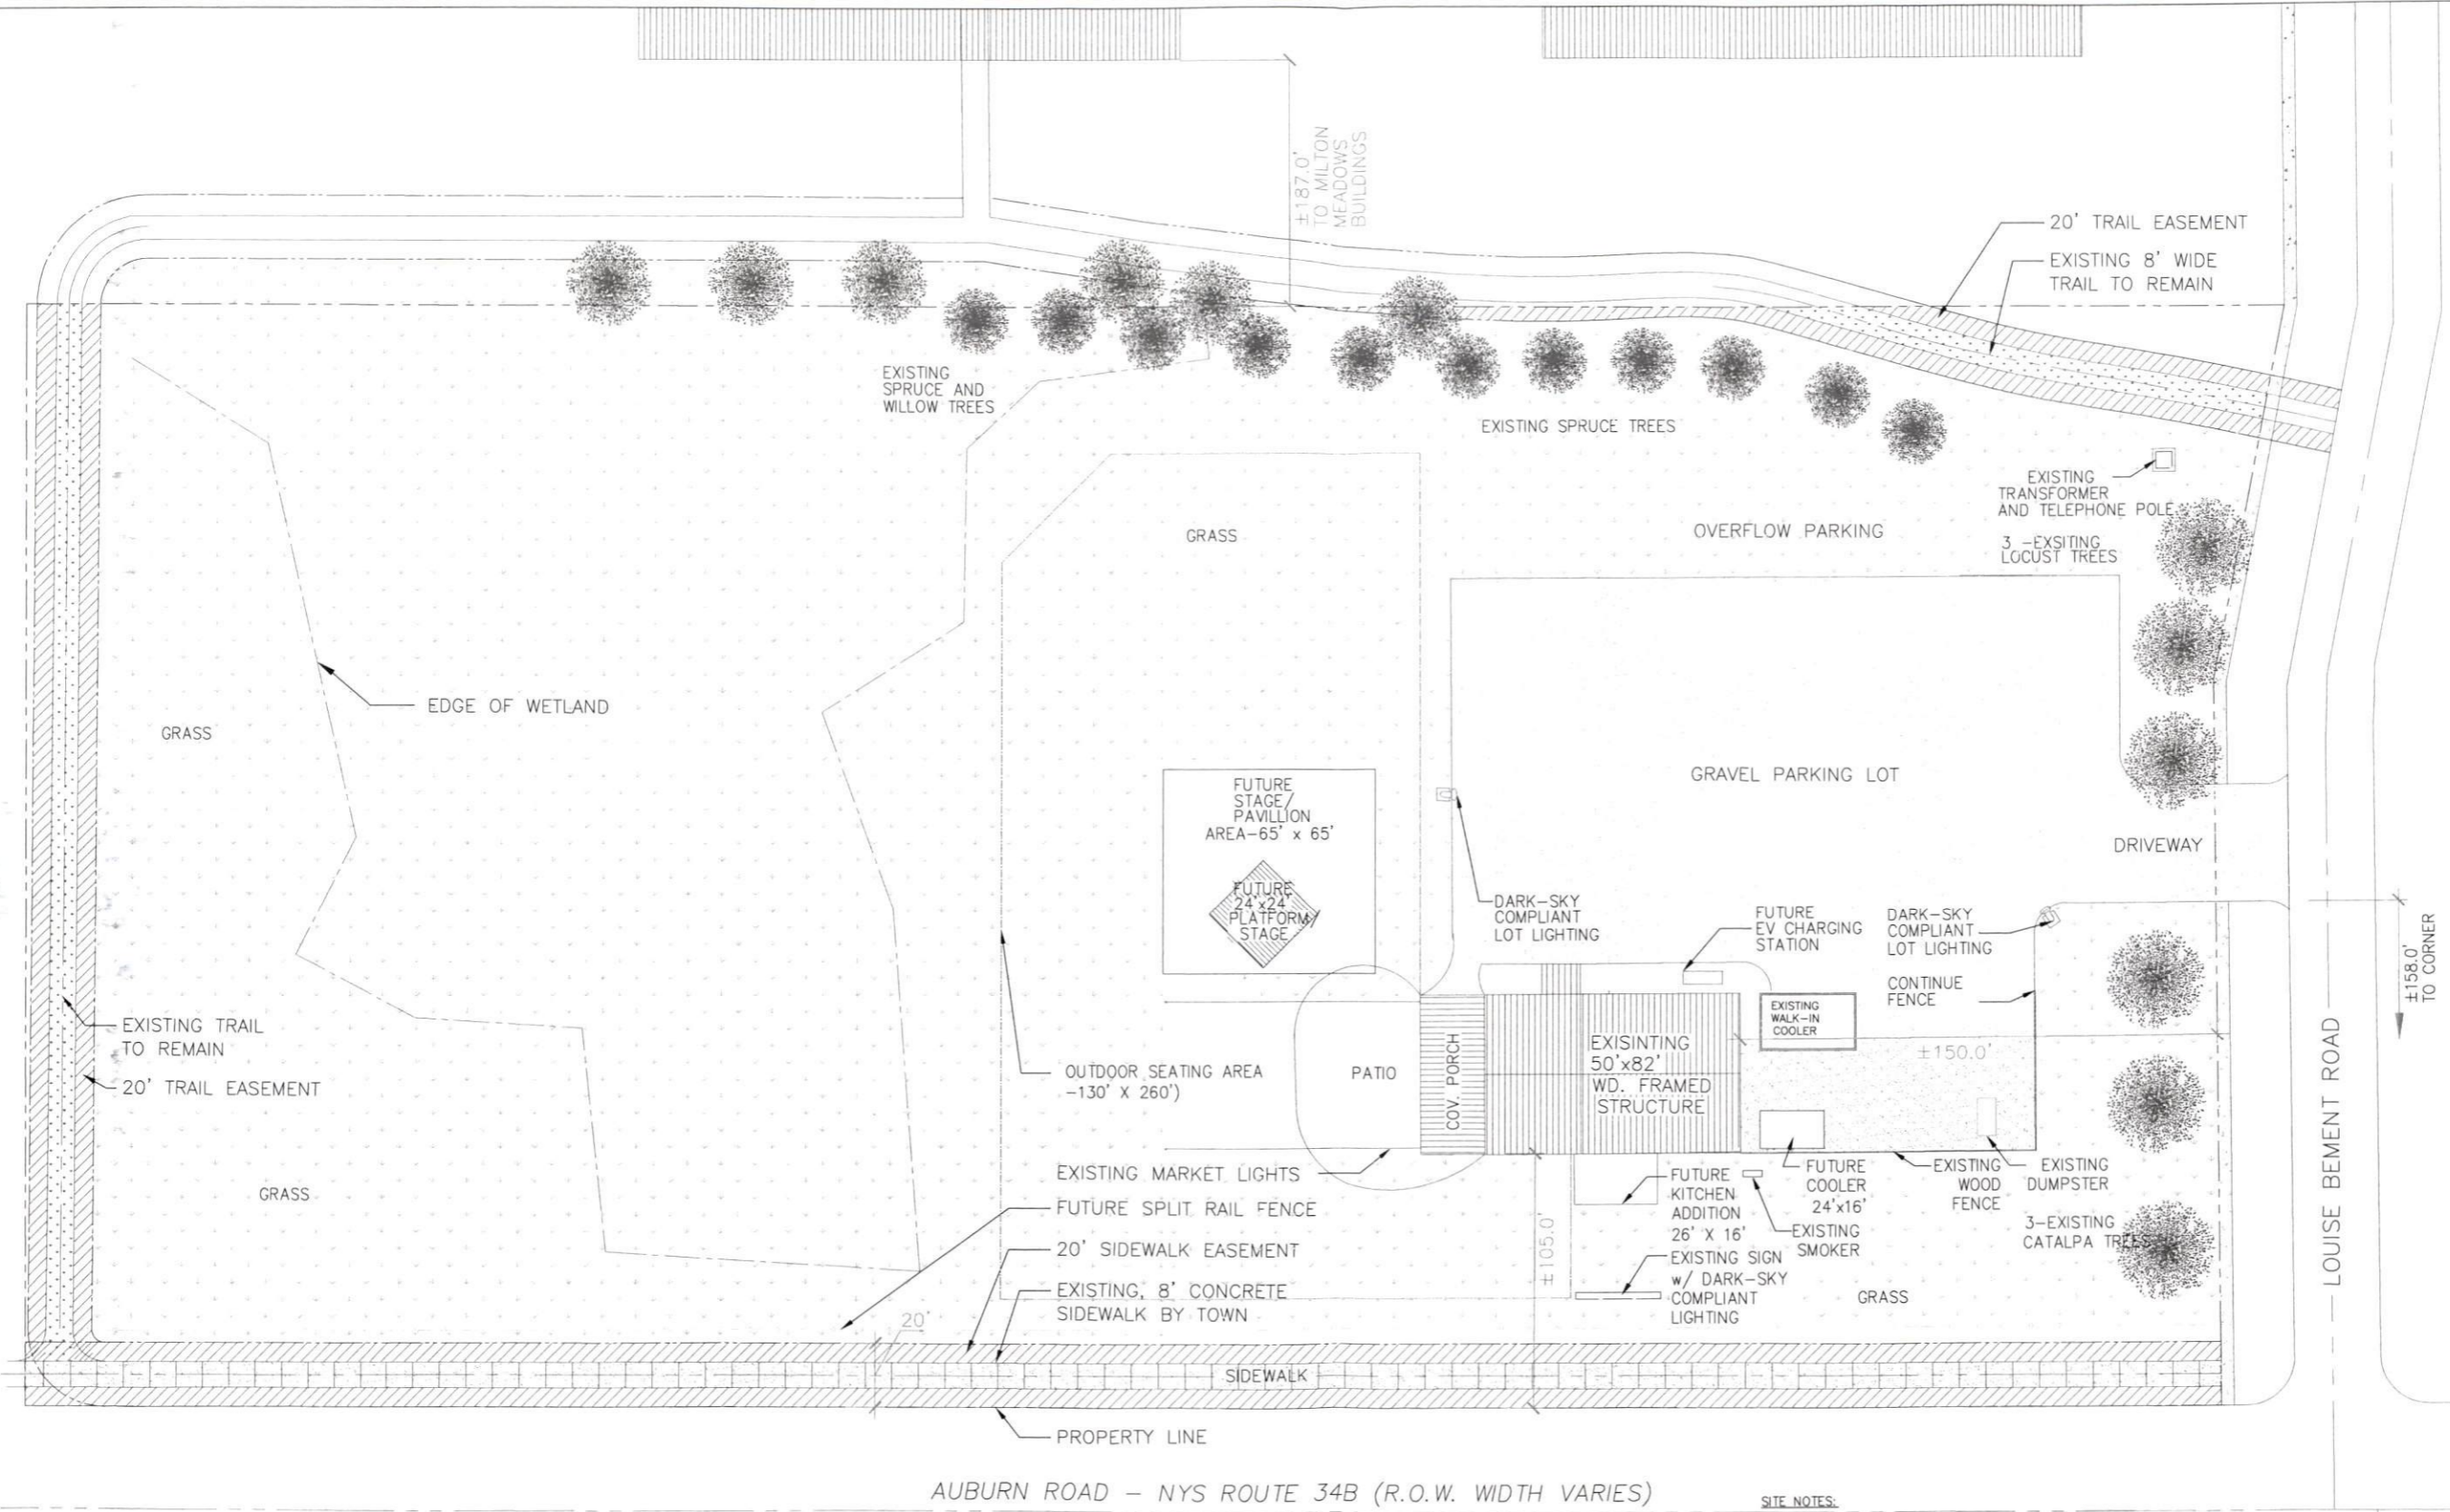 ±187.0'
TO MILTON
MEADOWS
BUILDINGS
20' TRAIL EASEMENT
EXISTING 8' WIDE
TRAIL TO REMAIN
EXISTING
SPRUCE AND
WILLOW TREES
EXISTING SPRUCE TREES
EXISTING
TRANSFORMER
AND TELEPHONE POLE
3 -EXSITING
LOCUST TREES
OVERFLOW PARKING
GRASS
EDGE OF WETLAND
GRASS
GRAVEL PARKING LOT
FUTURE
STAGE/
PAVILLION
AREA-65' x 65'
FUTURE
24'x24'
PLATFORM/
STAGE
DRIVEWAY
DARK-SKY
COMPLIANT
LOT LIGHTING
FUTURE
EV CHARGING
STATION
DARK-SKY
COMPLIANT
LOT LIGHTING
CONTINUE
FENCE
±158.0'
TO CORNER
EXISTING
WALK-IN
COOLER
EXISTING TRAIL
TO REMAIN
20' TRAIL EASEMENT
OUTDOOR SEATING AREA
-130' X 260')
PATIO
COV. PORCH
EXISINTING
50'x82'
WD. FRAMED
STRUCTURE
±150.0'
LOUISE BEMENT ROAD
EXISTING MARKET LIGHTS
FUTURE SPLIT RAIL FENCE
20' SIDEWALK EASEMENT
EXISTING, 8' CONCRETE
SIDEWALK BY TOWN
GRASS
±105.0'
FUTURE
KITCHEN
ADDITION
26' X 16'
FUTURE
COOLER
24'x16'
EXISTING
SMOKER
EXISTING
WOOD
FENCE
EXISTING
DUMPSTER
3-EXISTING
CATALPA TREES
EXISTING SIGN
w/ DARK-SKY
COMPLIANT
LIGHTING
GRASS
20'
SIDEWALK
PROPERTY LINE
AUBURN ROAD - NYS ROUTE 34B (R.O.W. WIDTH VARIES)
SITE NOTES: